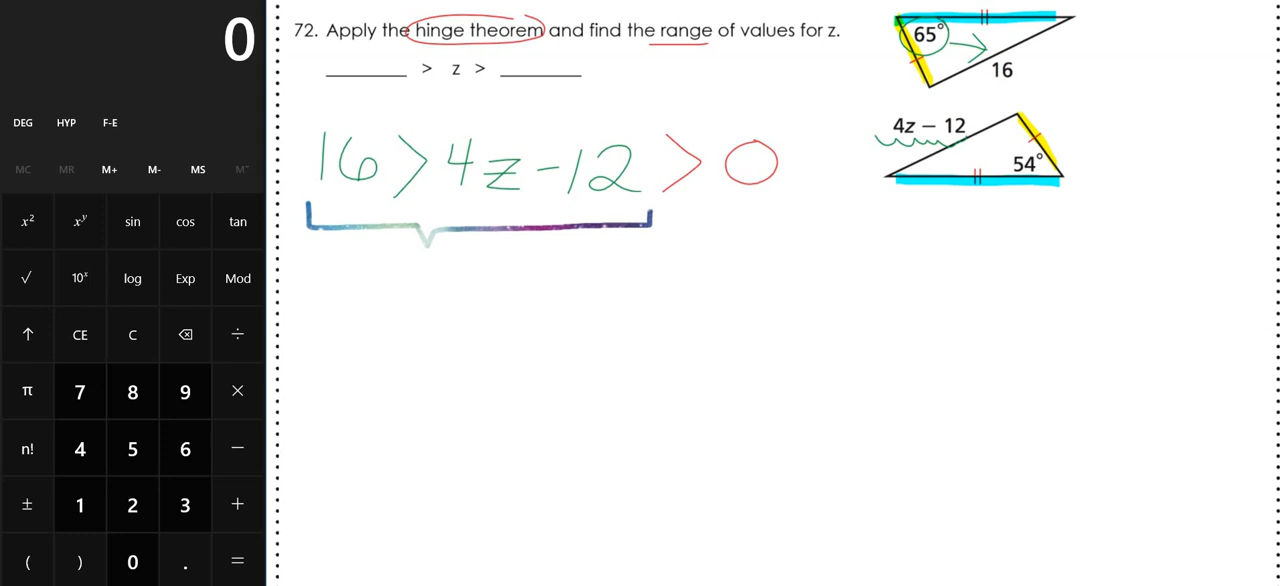 0
DEG HYP F-E
MC MR M+ M- MS M˅
x² xʸ sin cos tan
√ 10ˣ log Exp Mod
↑ CE C ⌫ ÷
π 7 8 9 ×
n! 4 5 6 −
± 1 2 3 +
( ) 0 . =
72. Apply the hinge theorem and find the range of values for z.
________ > z > ________
16 > 4z - 12 > 0
65°
16
4z – 12
54°